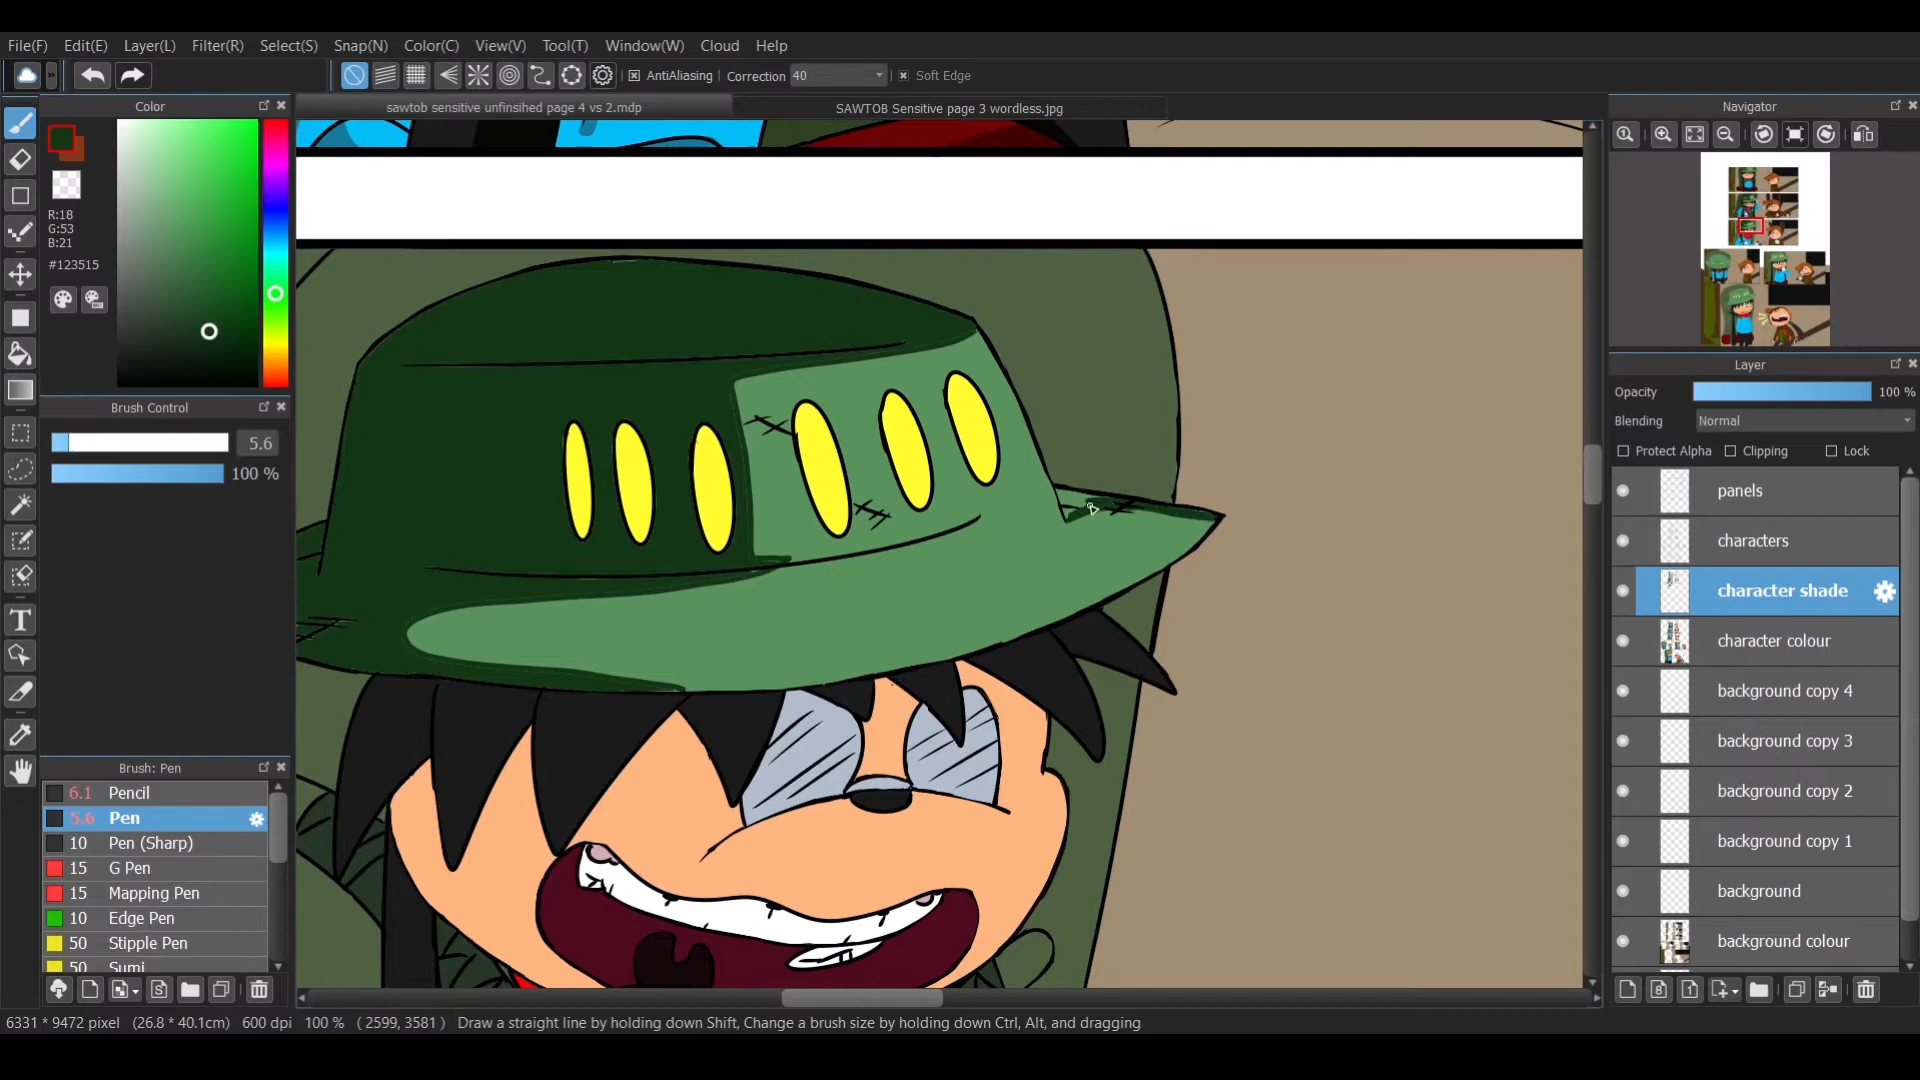 File(F) Edit(E) Layer(L) Filter(R) Select(S) Snap(N) Color(C) View(V) Tool(T) Window(W) Cloud Help
AntiAliasing Correction 40 Soft Edge
Color
sawtob sensitive unfinsihed page 4 vs 2.mdp
SAWTOB Sensitive page 3 wordless.jpg
Navigator
R:18
G:53
B:21
#123515
Brush Control
5.6
100 %
Brush: Pen
6.1 Pencil
5.6 Pen
10 Pen (Sharp)
15 G Pen
15 Mapping Pen
10 Edge Pen
50 Stipple Pen
50 Sumi
Layer
Opacity 100 %
Blending Normal
Protect Alpha Clipping Lock
panels
characters
character shade
character colour
background copy 4
background copy 3
background copy 2
background copy 1
background
background colour
6331 * 9472 pixel (26.8 * 40.1cm) 600 dpi 100 % ( 2599, 3581 ) Draw a straight line by holding down Shift, Change a brush size by holding down Ctrl, Alt, and dragging